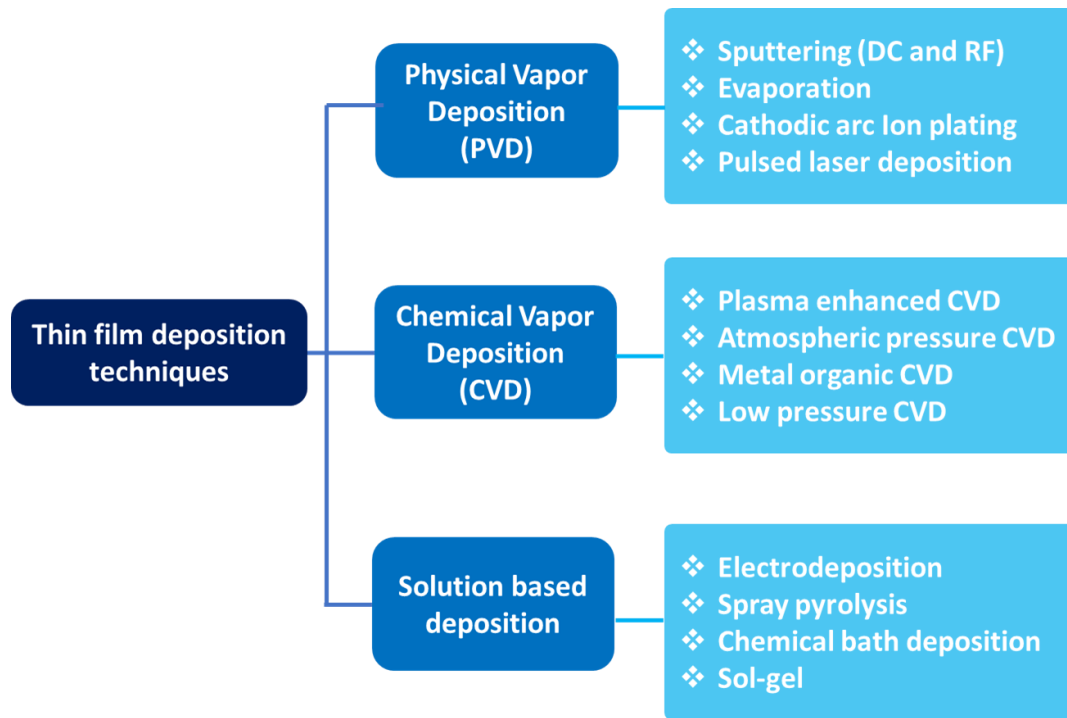 Thin film deposition
techniques
Physical Vapor
Deposition
(PVD)
❖ Sputtering (DC and RF)
❖ Evaporation
❖ Cathodic arc Ion plating
❖ Pulsed laser deposition
Chemical Vapor
Deposition
(CVD)
❖ Plasma enhanced CVD
❖ Atmospheric pressure CVD
❖ Metal organic CVD
❖ Low pressure CVD
Solution based
deposition
❖ Electrodeposition
❖ Spray pyrolysis
❖ Chemical bath deposition
❖ Sol-gel